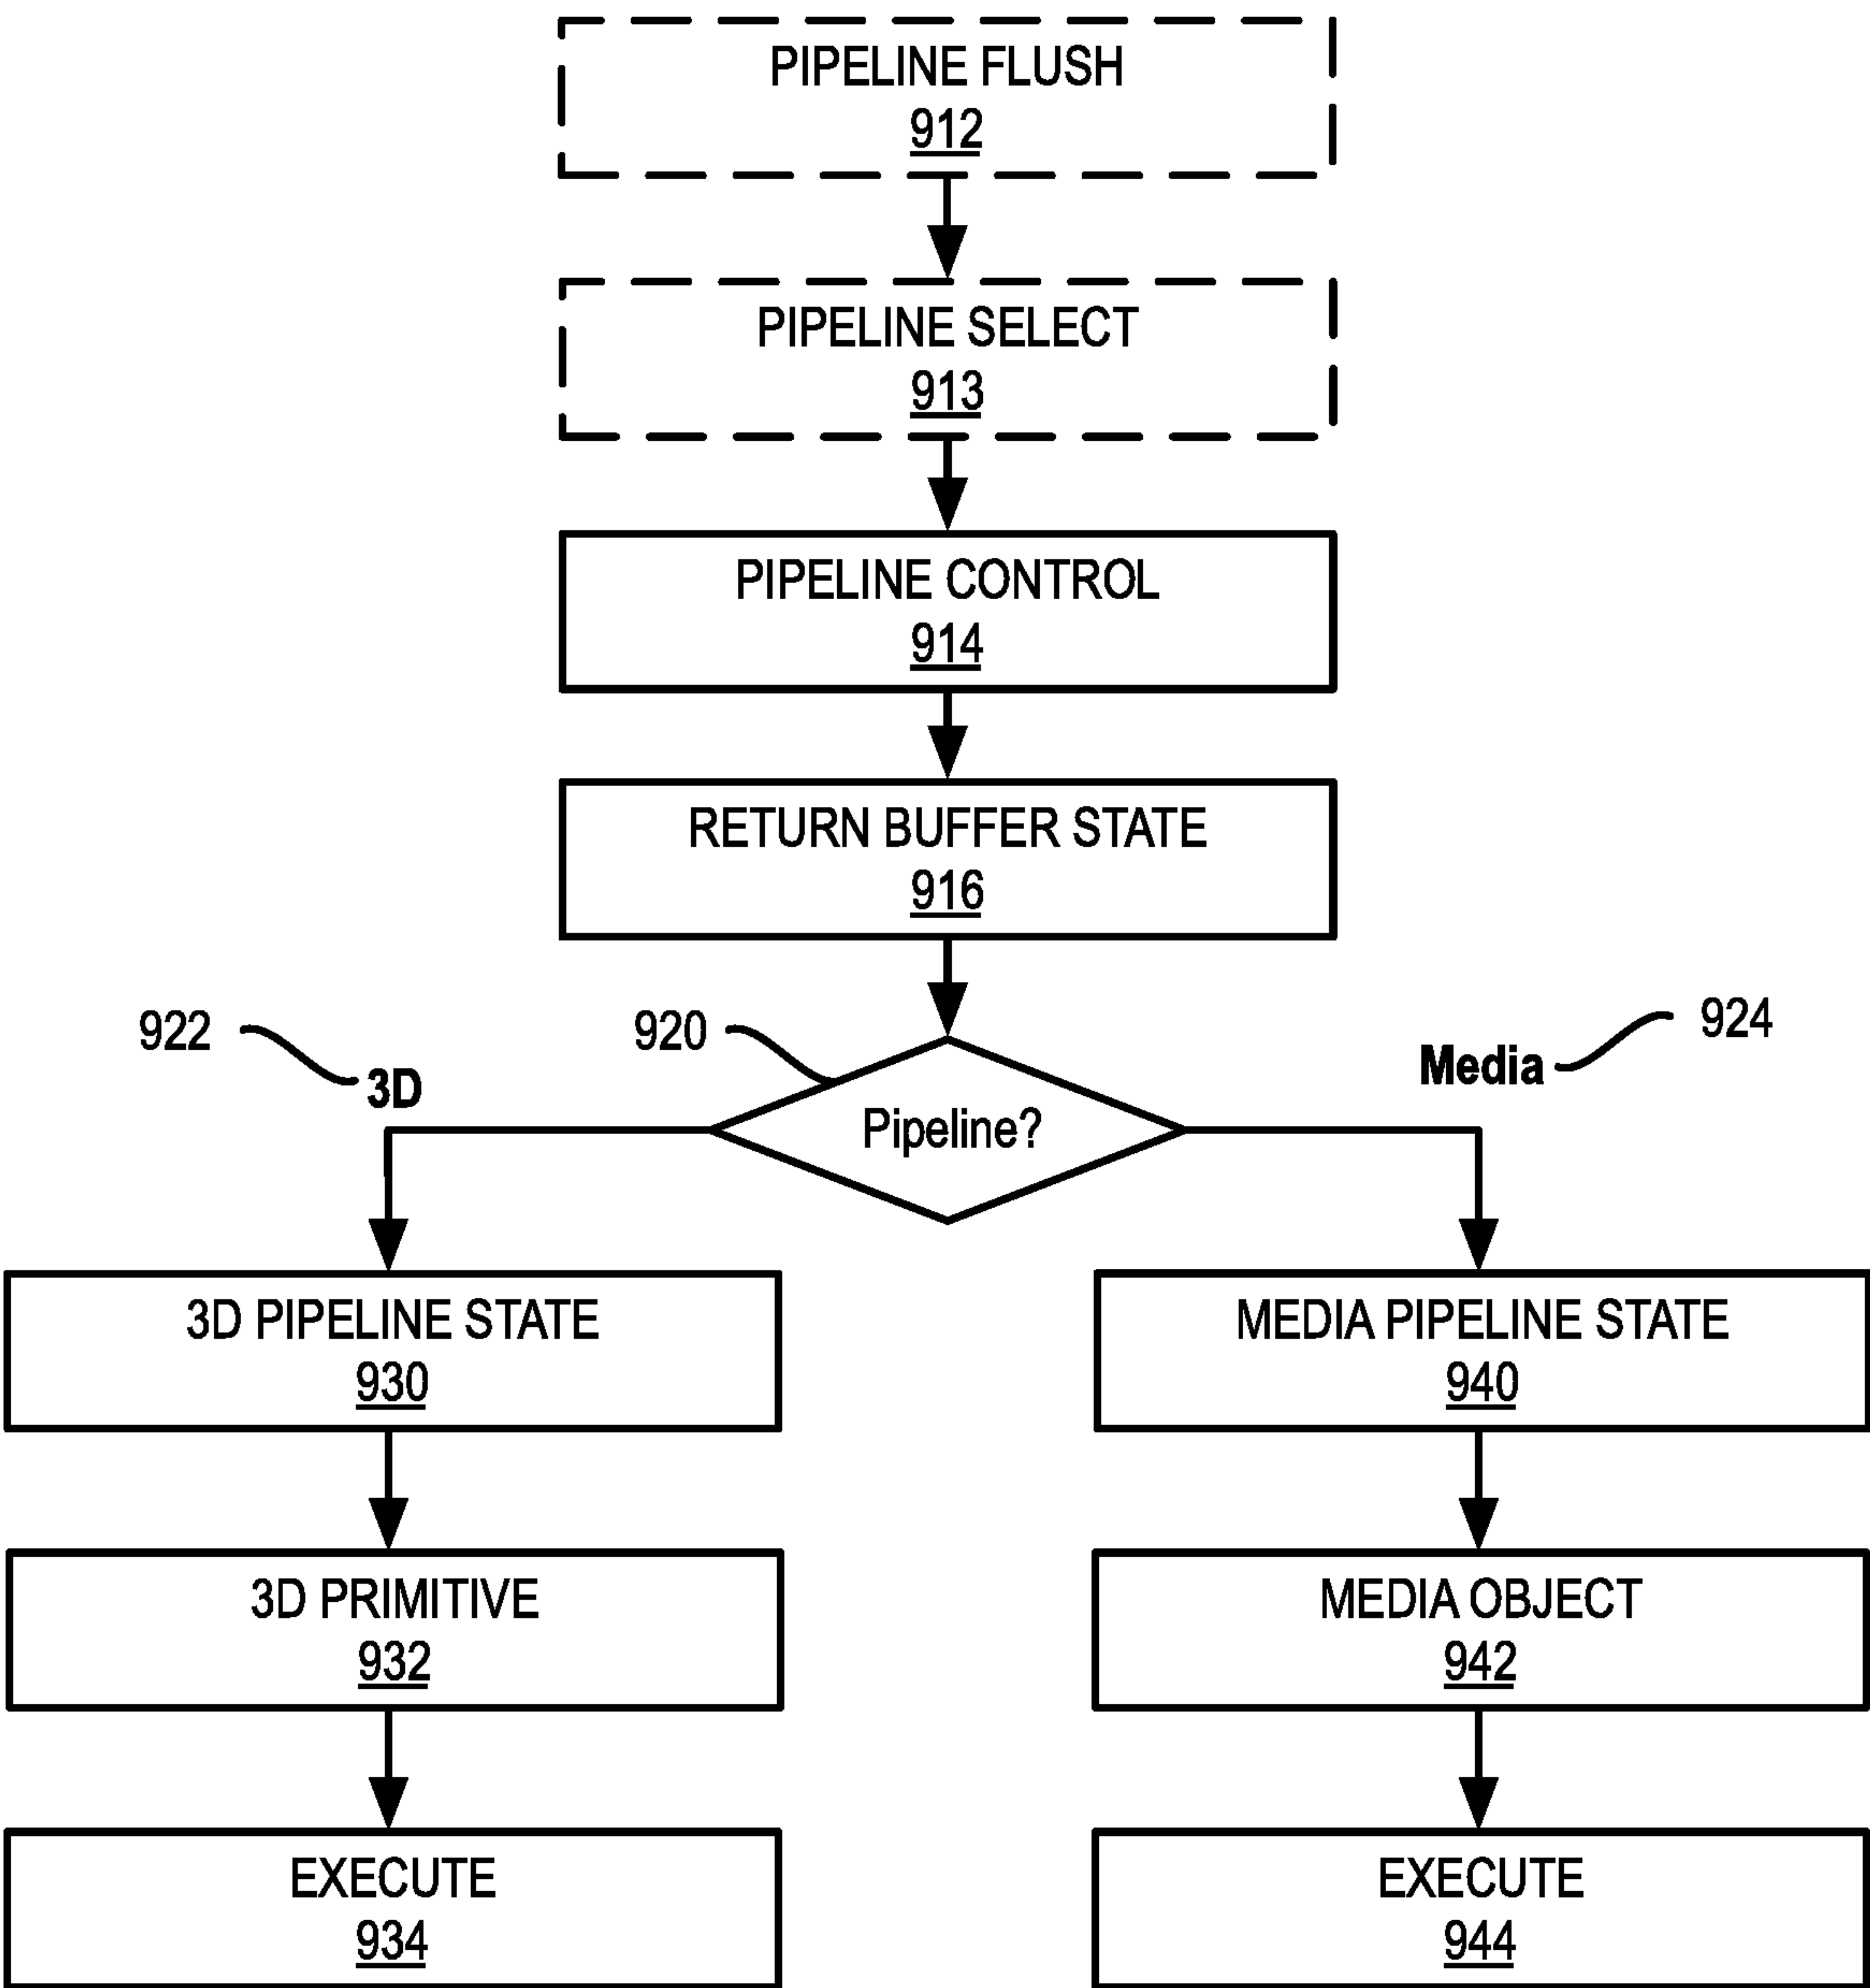 PIPELINE FLUSH
912
PIPELINE SELECT
913
PIPELINE CONTROL
914
RETURN BUFFER STATE
916
922
920
924
3D
Media
Pipeline?
3D PIPELINE STATE
930
MEDIA PIPELINE STATE
940
3D PRIMITIVE
932
MEDIA OBJECT
942
EXECUTE
934
EXECUTE
944